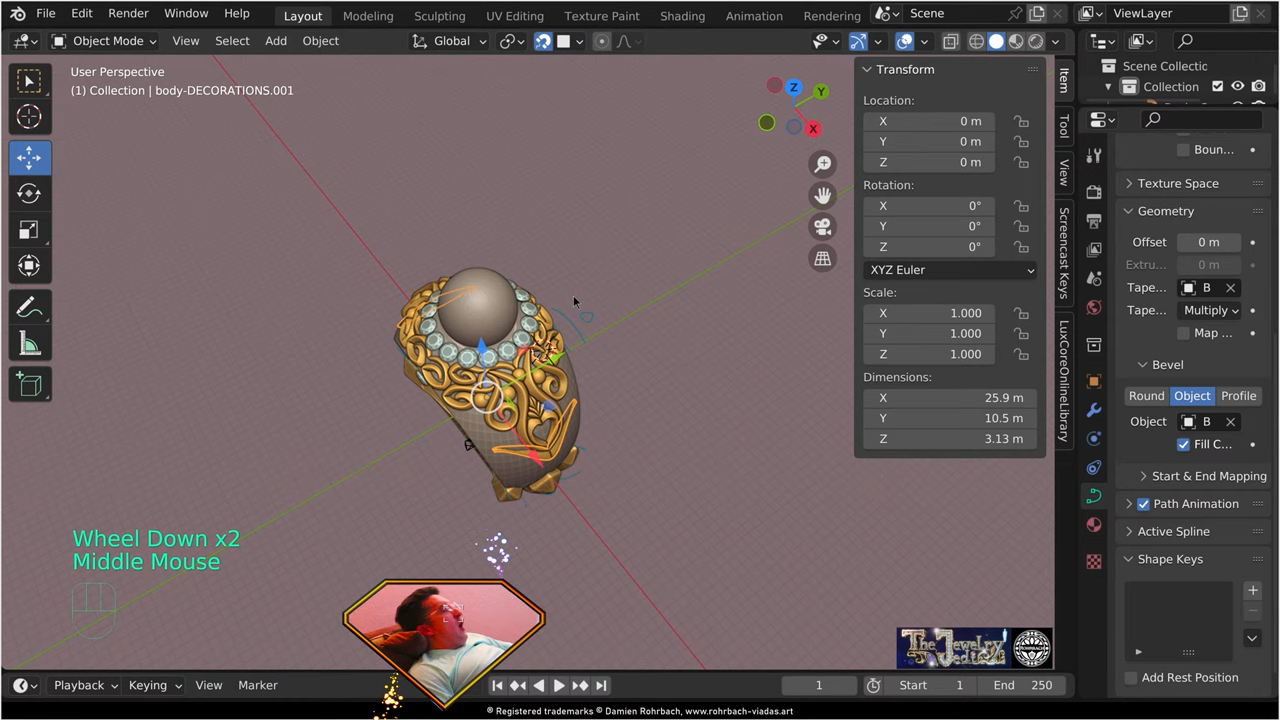 File Edit Render Window Help Layout Modeling Sculpting UV Editing Texture Paint Shading Animation Rendering Scene ViewLayer
Object Mode View Select Add Object Global
User Perspective
(1) Collection | body-DECORATIONS.001
Z
Y
X
Transform
Location:
X 0 m
Y 0 m
Z 0 m
Rotation:
X 0°
Y 0°
Z 0°
XYZ Euler
Scale:
X 1.000
Y 1.000
Z 1.000
Dimensions:
X 25.9 m
Y 10.5 m
Z 3.13 m
Item
Tool
View
Screencast Keys
LuxCoreOnlineLibrary
Scene Collectic
Collection
Boun...
Texture Space
Geometry
Offset 0 m
Extru... 0 m
Tape... B
Tape... Multiply
Map ...
Bevel
Round Object Profile
Object B
Fill C...
Start & End Mapping
Path Animation
Active Spline
Shape Keys
Add Rest Position
Wheel Down x2
Middle Mouse
The Jewelry
Jedi
ROHRBACH
Playback Keying View Marker 1 Start 1 End 250
® Registered trademarks © Damien Rohrbach, www.rohrbach-viadas.art